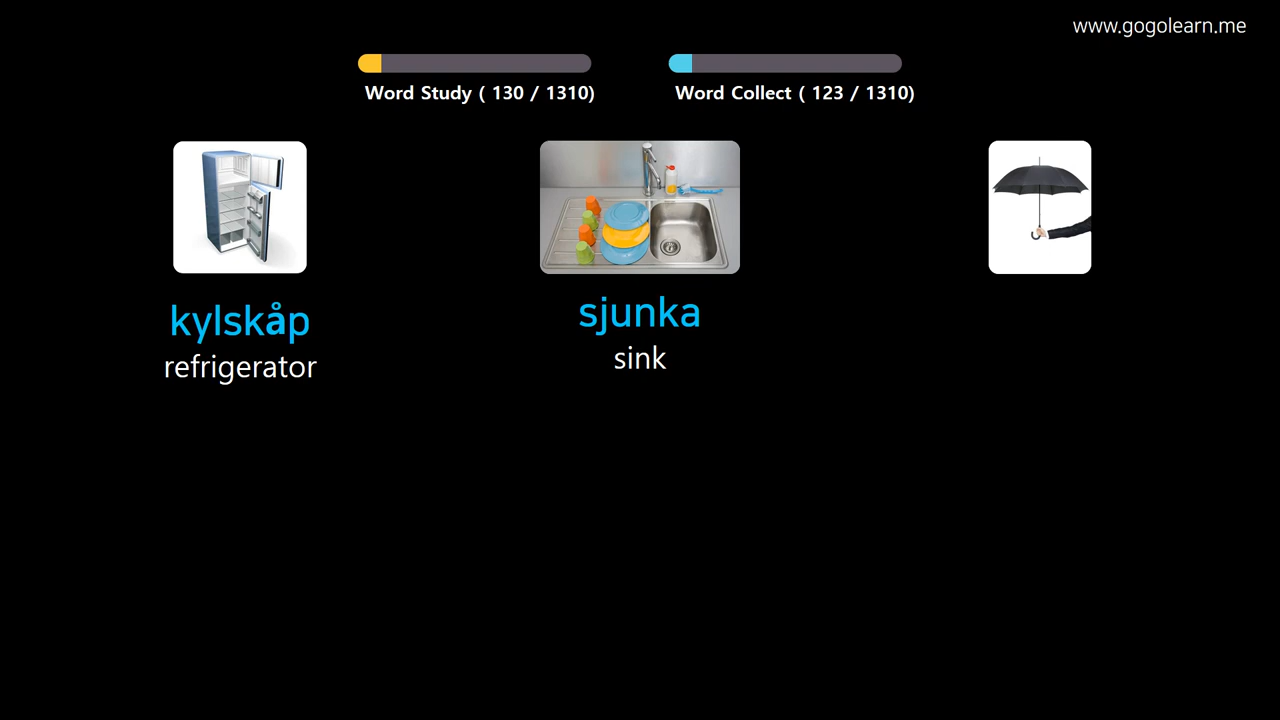 www.gogolearn.me
Word Study ( 130 / 1310)
Word Collect ( 123 / 1310)
kylskåp
refrigerator
sjunka
sink